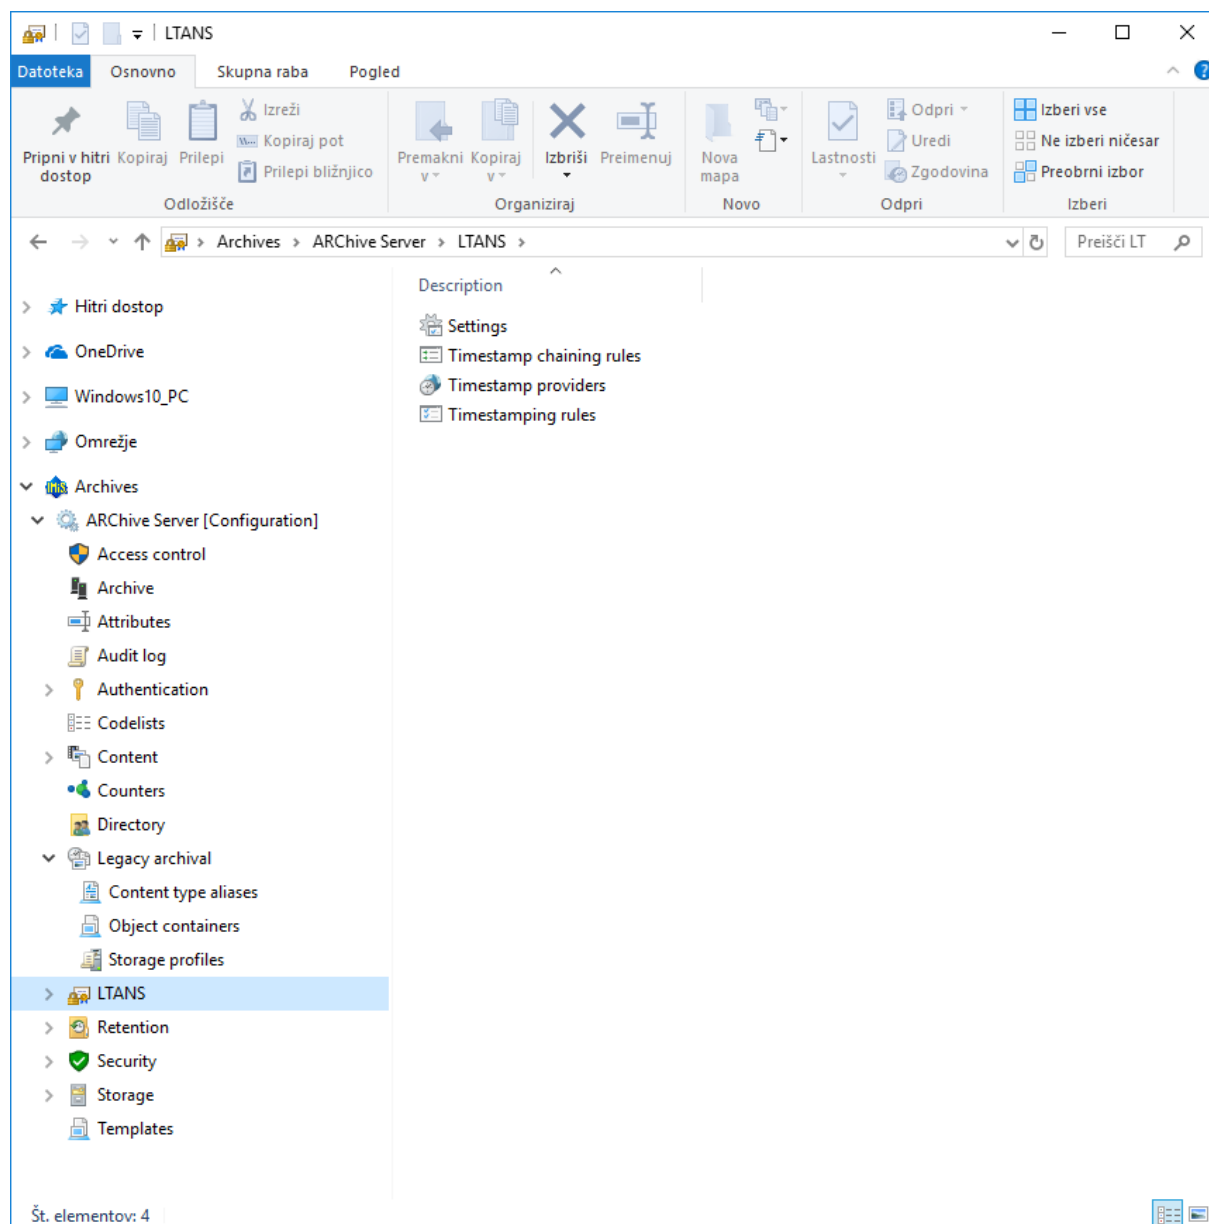 LTANS
Datoteka Osnovno Skupna raba Pogled
Pripni v hitri dostop Kopiraj Prilepi Izreži
Kopiraj pot
Prilepi bližnjico
Premakni v Kopiraj v Izbriši Preimenuj
Nova mapa
Lastnosti Odpri
Uredi
Zgodovina
Izberi vse
Ne izberi ničesar
Preobrni izbor
Odložišče Organiziraj Novo Odpri Izberi
Archives ARChive Server LTANS Preišči LT
Hitri dostop
OneDrive
Windows10_PC
Omrežje
Archives
ARChive Server [Configuration]
Access control
Archive
Attributes
Audit log
Authentication
Codelists
Content
Counters
Directory
Legacy archival
Content type aliases
Object containers
Storage profiles
LTANS
Retention
Security
Storage
Templates
Description
Settings
Timestamp chaining rules
Timestamp providers
Timestamping rules
Št. elementov: 4